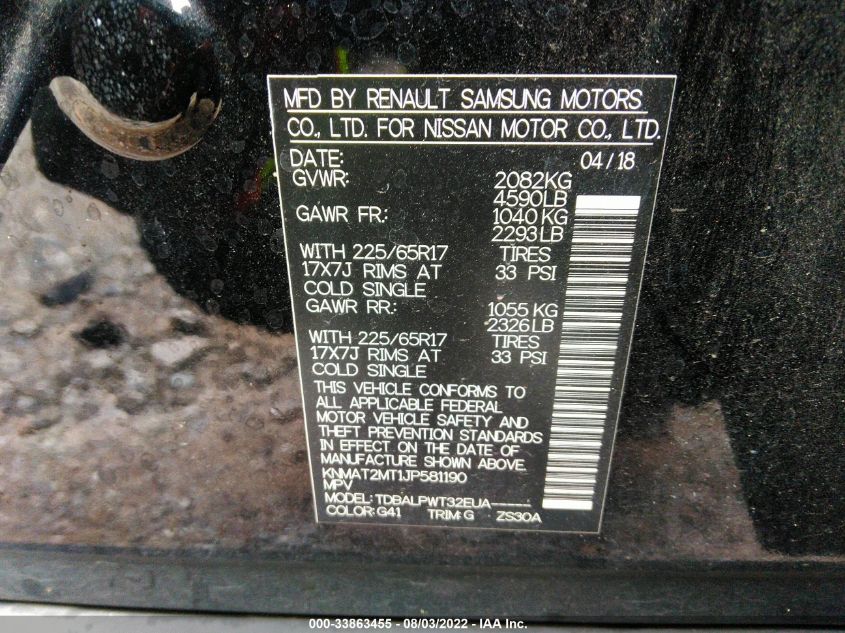 MFD BY RENAULT SAMSUNG MOTORS
CO., LTD. FOR NISSAN MOTOR CO., LTD.
DATE: 04/18
GVWR: 2082KG
4590LB
GAWR FR.: 1040KG
2293LB
WITH 225/65R17 TIRES
17X7J RIMS AT 33 PSI
COLD SINGLE
GAWR RR.: 1055 KG
2326LB
WITH 225/65R17 TIRES
17X7J RIMS AT 33 PSI
COLD SINGLE
THIS VEHICLE CONFORMS TO
ALL APPLICABLE FEDERAL
MOTOR VEHICLE SAFETY AND
THEFT PREVENTION STANDARDS
IN EFFECT ON THE DATE OF
MANUFACTURE SHOWN ABOVE.
KNMAT2MT1JP581190
MPV
MODEL: TDBALPWT32EUA-----
COLOR: G41 TRIM: G ZS30A
000-33863455 - 08/03/2022 - IAA Inc.